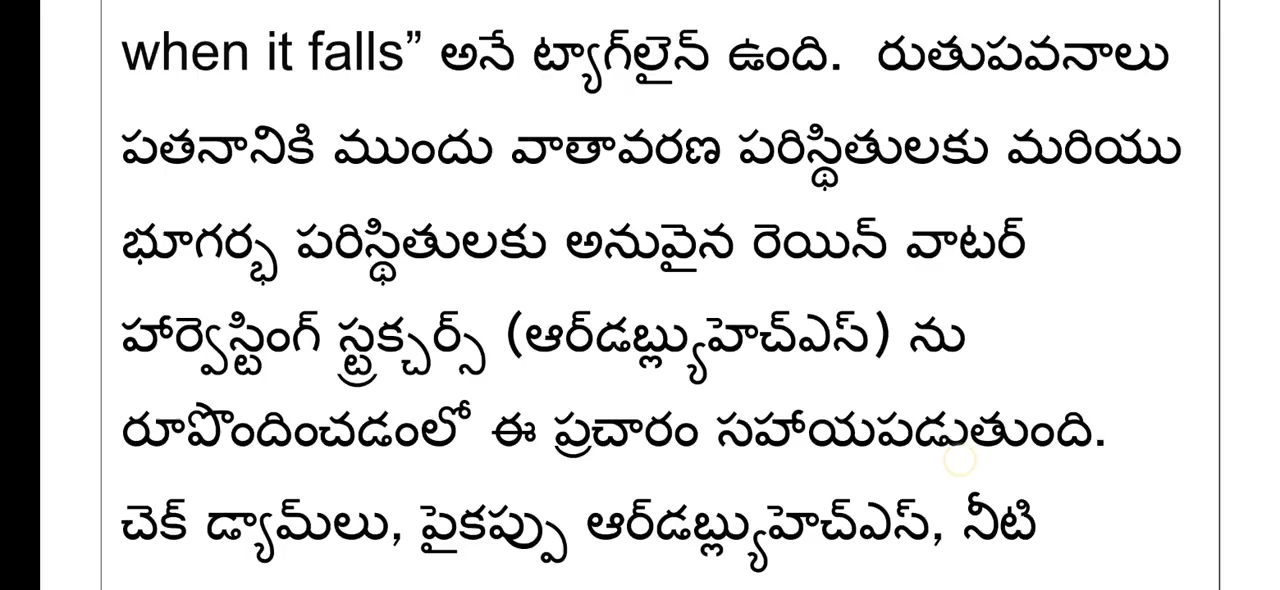 when it falls” అనే ట్యాగ్‌లైన్ ఉంది. రుతుపవనాలు
పతనానికి ముందు వాతావరణ పరిస్థితులకు మరియు
భూగర్భ పరిస్థితులకు అనువైన రెయిన్ వాటర్
హార్వెస్టింగ్ స్ట్రక్చర్స్ (ఆర్‌డబ్ల్యుహెచ్‌ఎస్) ను
రూపొందించడంలో ఈ ప్రచారం సహాయపడుతుంది.
చెక్ డ్యామ్‌లు, పైకప్పు ఆర్‌డబ్ల్యుహెచ్‌ఎస్, నీటి